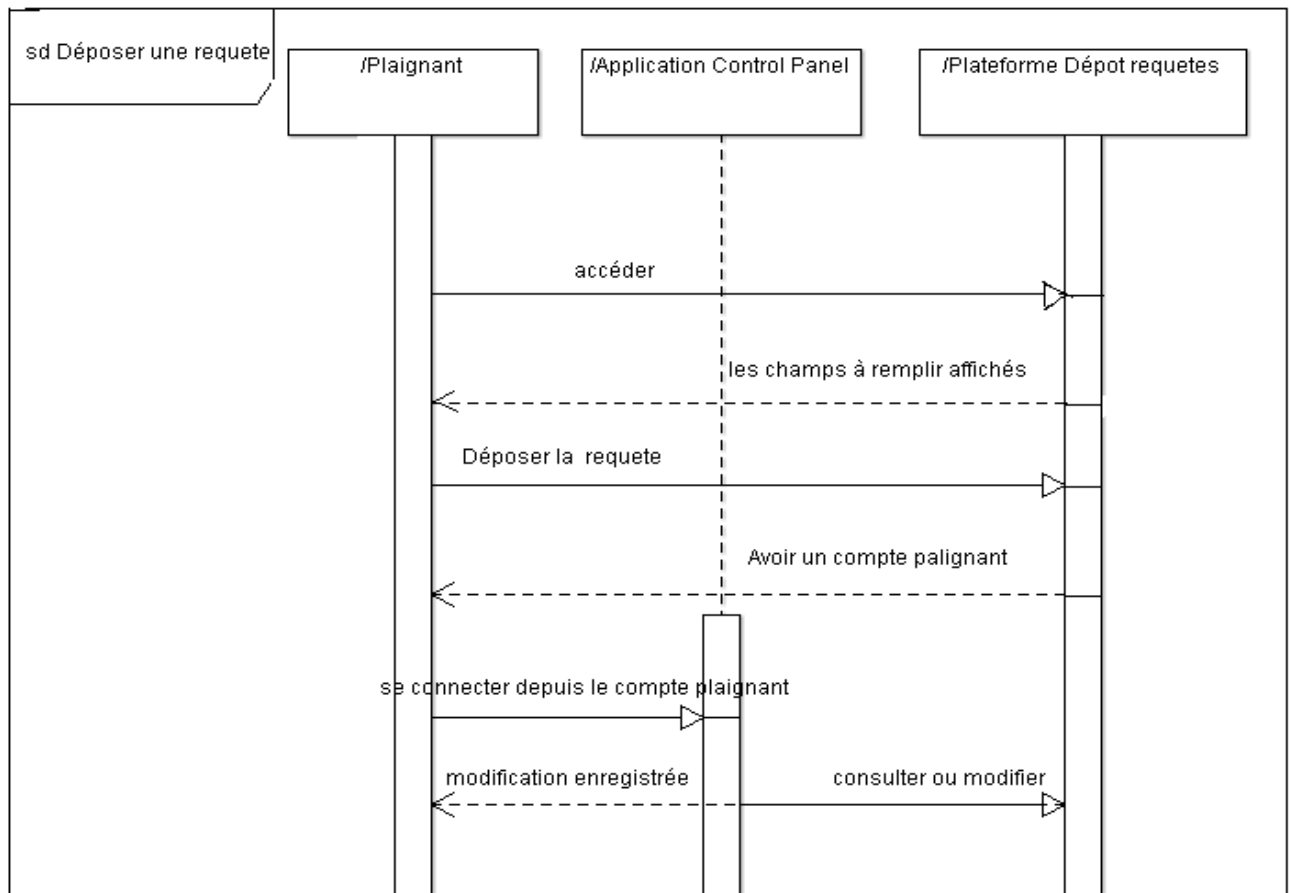 sd Déposer une requete
/Plaignant
/Application Control Panel
/Plateforme Dépot requetes
accéder
les champs à remplir affichés
Déposer la requete
Avoir un compte palignant
se connecter depuis le compte plaignant
modification enregistrée
consulter ou modifier